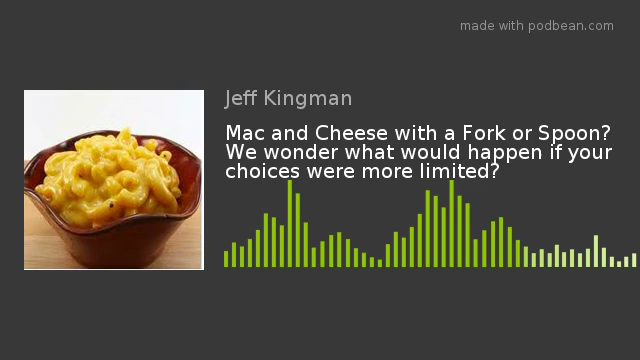 made with podbean.com
Jeff Kingman
Mac and Cheese with a Fork or Spoon?
We wonder what would happen if your
choices were more limited?